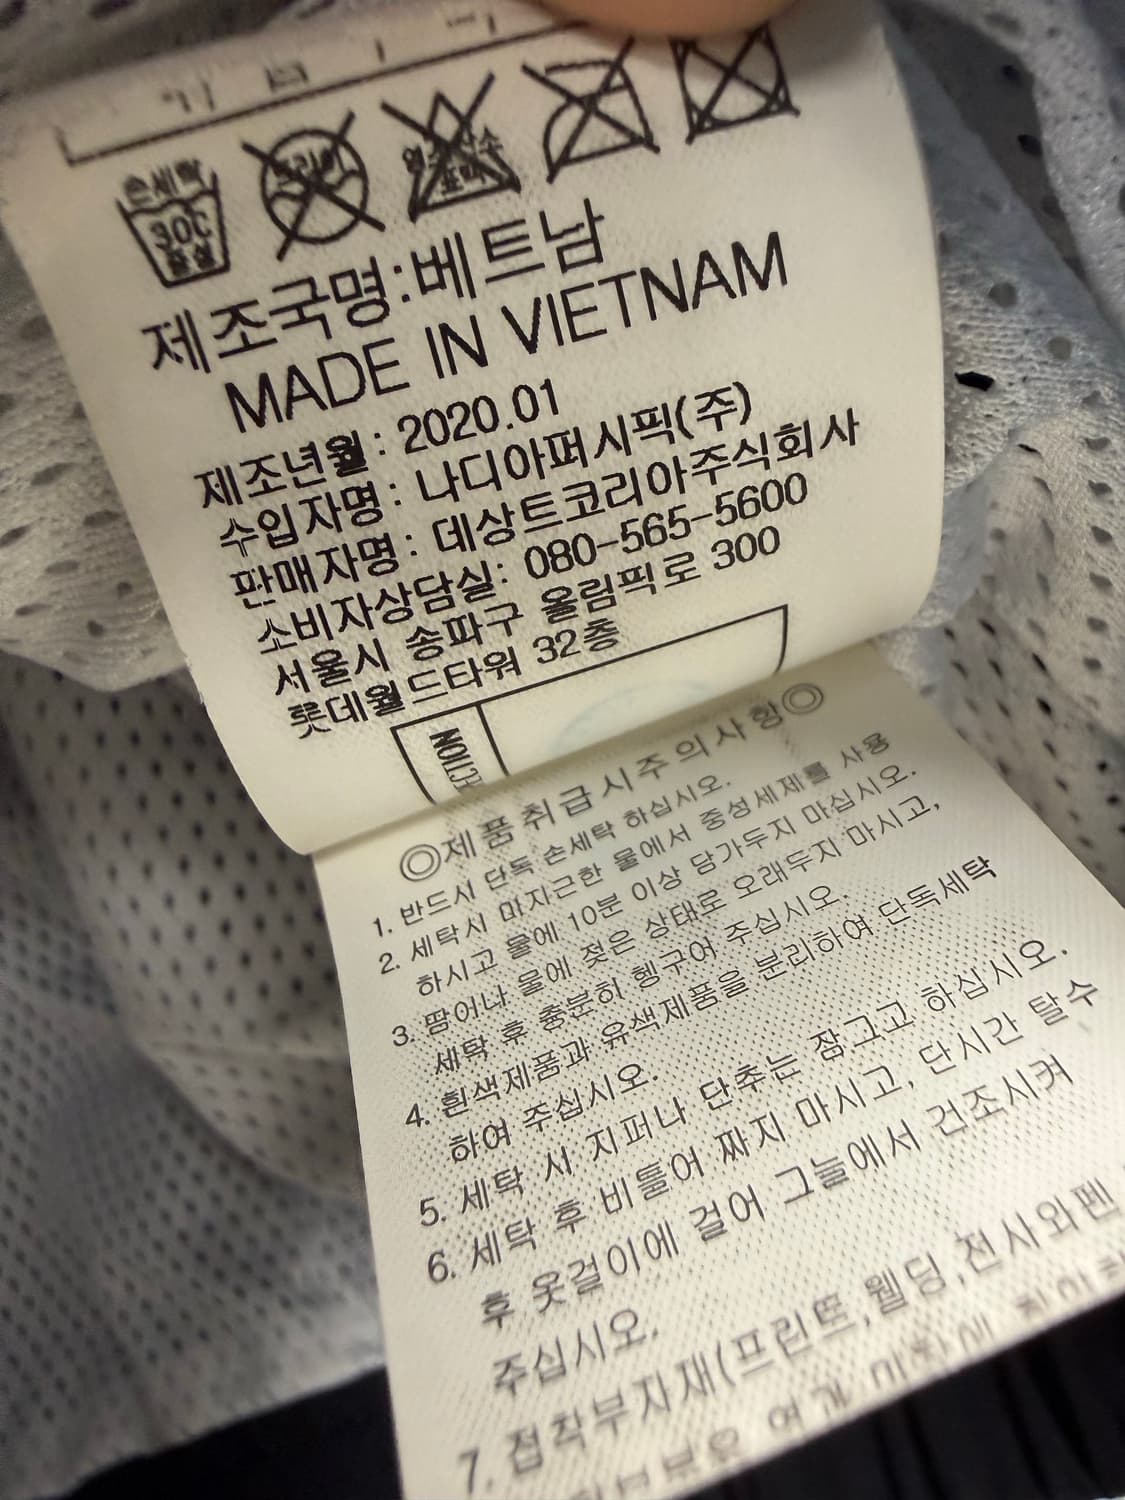 손세탁
30C
중성
드라이
염소산소
표백
제조국명:베트남
MADE IN VIETNAM
제조년월: 2020.01
수입자명: 나디아퍼시픽(주)
판매자명: 데상트코리아주식회사
소비자상담실: 080-565-5600
서울시 송파구 올림픽로 300
롯데월드타워 32층
◎제품취급시주의사항◎
1. 반드시 단독 손세탁 하십시오.
2. 세탁시 미지근한 물에서 중성세제를 사용
하시고 물에 10분 이상 담가두지 마십시오.
3. 땀이나 물에 젖은 상태로 오래두지 마시고,
세탁 후 충분히 헹구어 주십시오.
4. 흰색제품과 유색제품을 분리하여 단독세탁
하여 주십시오.
5. 세탁 시 지퍼나 단추는 잠그고 하십시오.
6. 세탁 후 비틀어 짜지 마시고, 단시간 탈수
후 옷걸이에 걸어 그늘에서 건조시켜
주십시오.
7. 접착부자재(프린트,웰딩,전사외펜